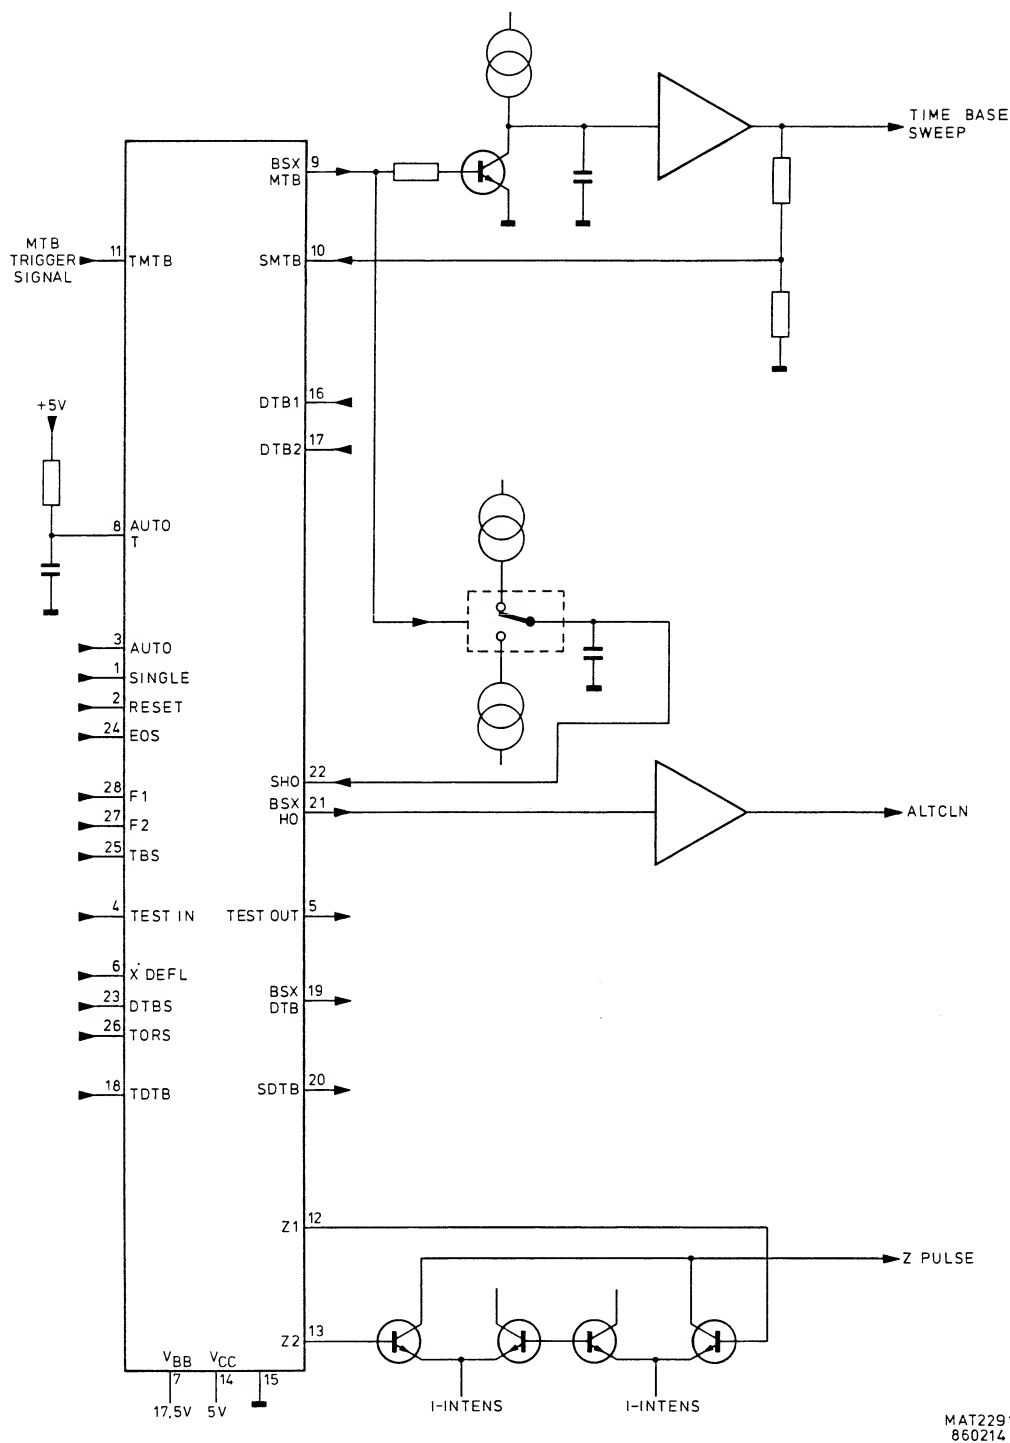 TIME BASE
SWEEP
BSX 9
MTB
MTB
TRIGGER
SIGNAL
11 TMTB
SMTB 10
DTB1 16
DTB2 17
+5V
8 AUTO
T
3 AUTO
1 SINGLE
2 RESET
24 EOS
SHO 22
28 F1
BSX 21
HO
ALTCLN
27 F2
25 TBS
4 TEST IN
TEST OUT 5
6 X DEFL
BSX 19
DTB
23 DTBS
26 TORS
18 TDTB
SDTB 20
Z1 12
Z PULSE
Z2 13
VBB VCC
7 14 15
17,5V 5V
I-INTENS I-INTENS
MAT229
860214